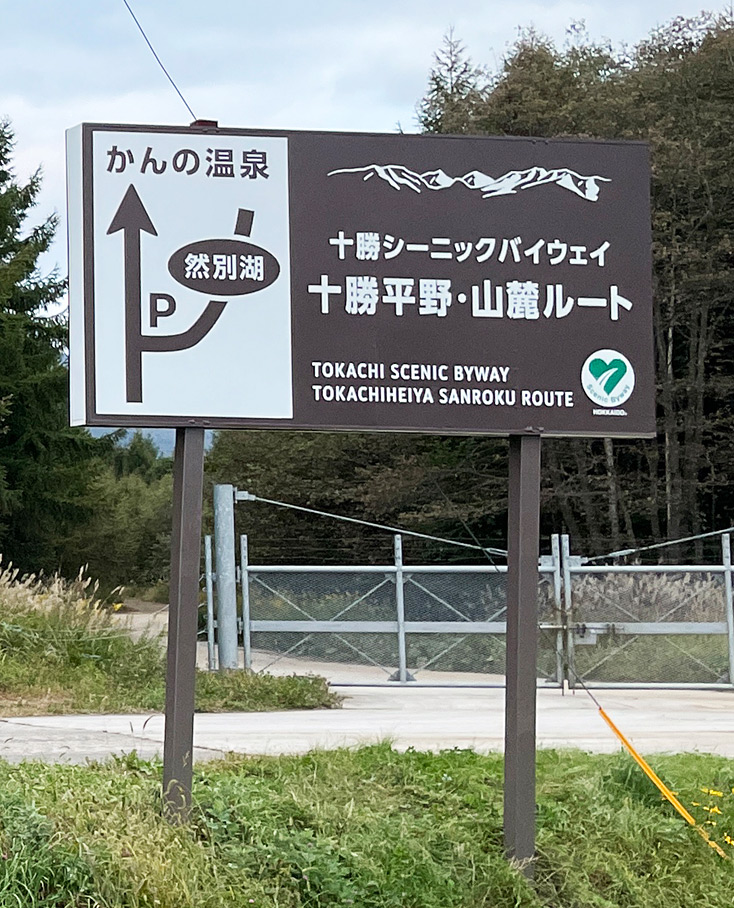 かんの温泉
然別湖
P
十勝シーニックバイウェイ
十勝平野・山麓ルート
TOKACHI SCENIC BYWAY
TOKACHIHEIYA SANROKU ROUTE
Scenic Byway
HOKKAIDO